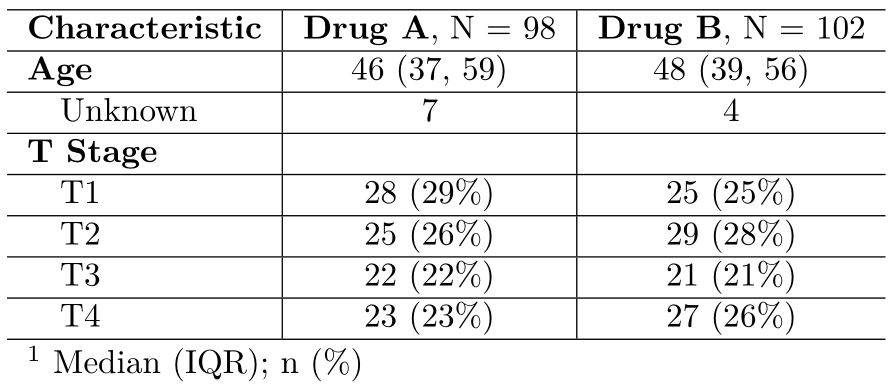 Characteristic Drug A, N = 98 Drug B, N = 102
Age 46 (37, 59) 48 (39, 56)
Unknown 7 4
T Stage
T1 28 (29%) 25 (25%)
T2 25 (26%) 29 (28%)
T3 22 (22%) 21 (21%)
T4 23 (23%) 27 (26%)
1 Median (IQR); n (%)